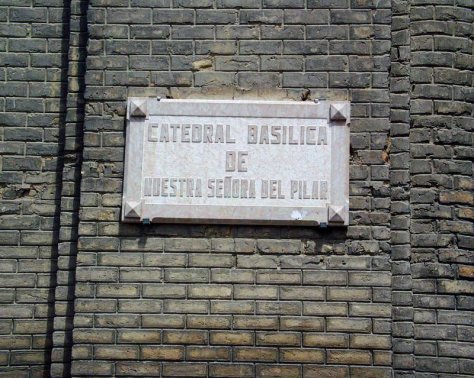 CATEDRAL BASILICA
DE
NUESTRA SEÑORA DEL PILAR